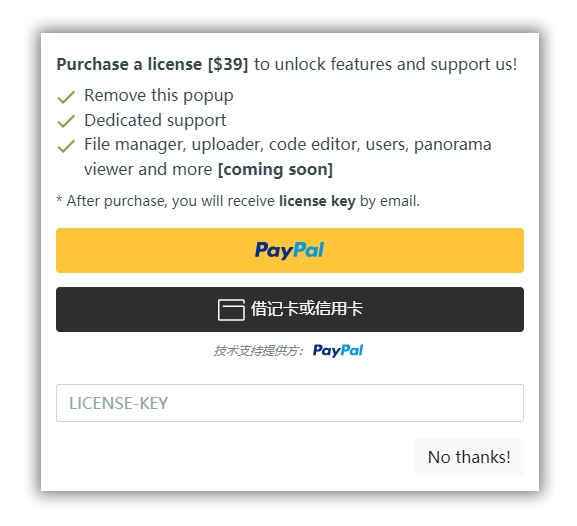 Purchase a license [$39] to unlock features and support us!
Remove this popup
Dedicated support
File manager, uploader, code editor, users, panorama
viewer and more [coming soon]
* After purchase, you will receive license key by email.
PayPal
借记卡或信用卡
技术支持提供方： PayPal
LICENSE-KEY
No thanks!